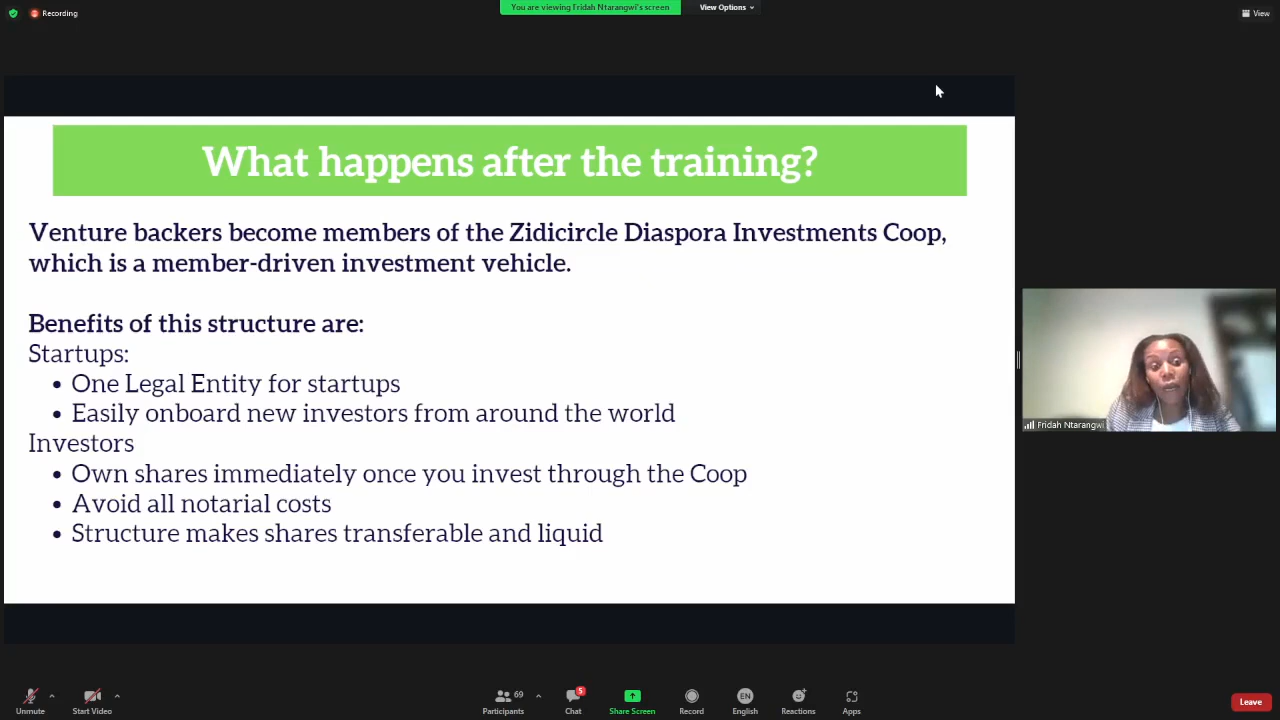 Recording
You are viewing Fridah Ntarangwi's screen
View Options
View
What happens after the training?
Venture backers become members of the Zidicircle Diaspora Investments Coop,
which is a member-driven investment vehicle.
Benefits of this structure are:
Startups:
• One Legal Entity for startups
• Easily onboard new investors from around the world
Investors
• Own shares immediately once you invest through the Coop
• Avoid all notarial costs
• Structure makes shares transferable and liquid
Fridah Ntarangwi
Unmute
Start Video
69
Participants
5
Chat
Share Screen
Record
EN
English
Reactions
Apps
Leave